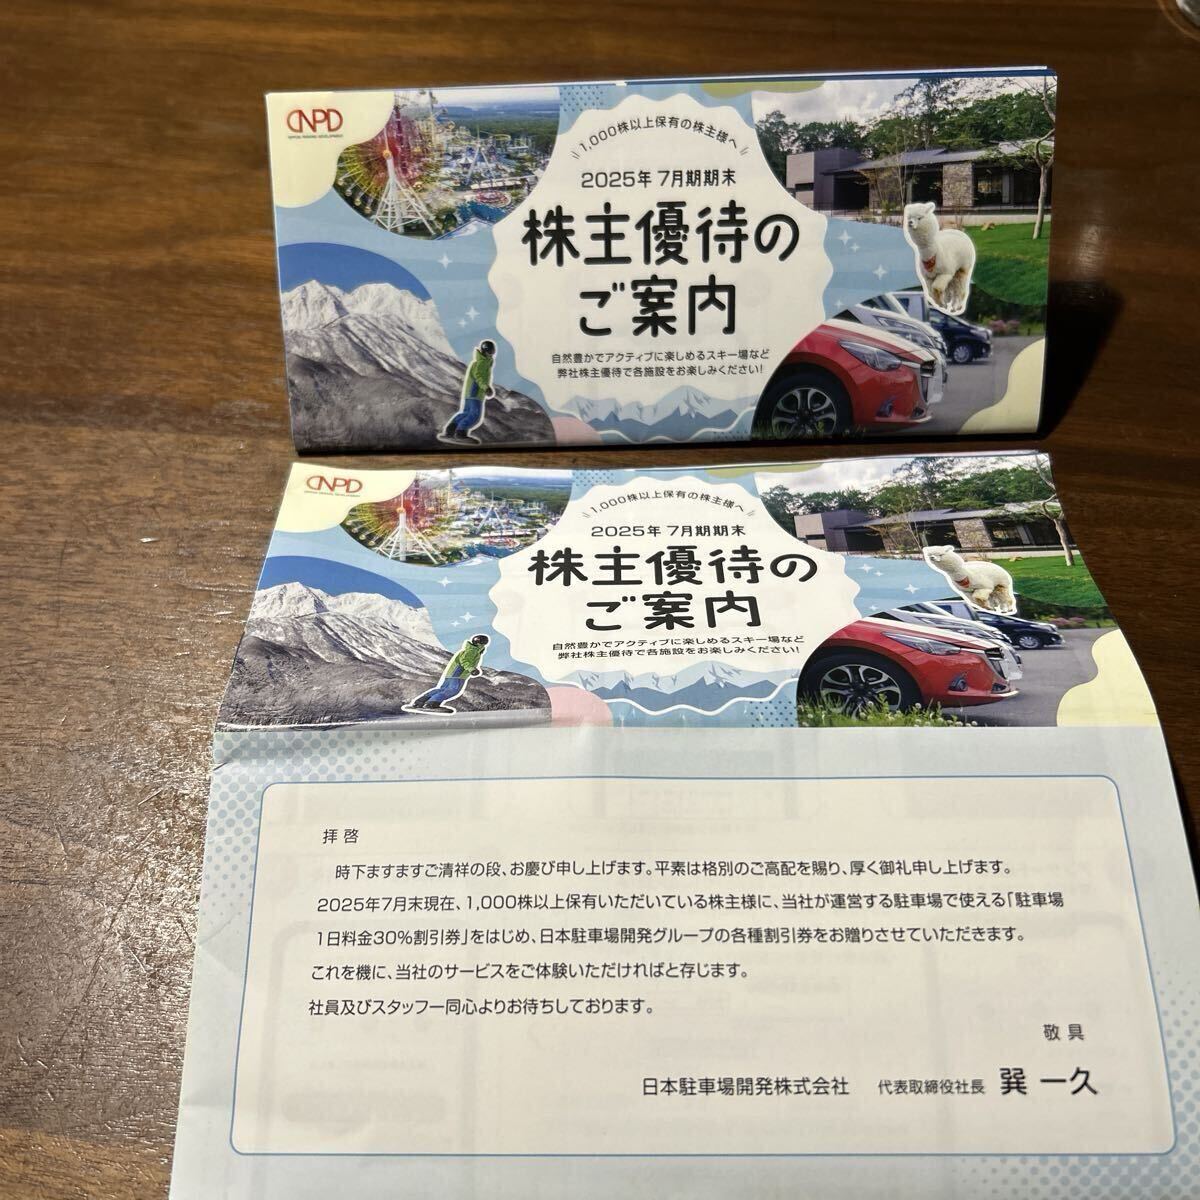 NPD
NIPPON PARKING DEVELOPMENT
1,000株以上保有の株主様へ
2025年 7月期期末
株主優待の
ご案内
自然豊かでアクティブに楽しめるスキー場など
弊社株主優待で各施設をお楽しみください!
NPD
NIPPON PARKING DEVELOPMENT
1,000株以上保有の株主様へ
2025年 7月期期末
株主優待の
ご案内
自然豊かでアクティブに楽しめるスキー場など
弊社株主優待で各施設をお楽しみください!
拝啓
時下ますますご清祥の段、お慶び申し上げます。平素は格別のご高配を賜り、厚く御礼申し上げます。
2025年7月末現在、1,000株以上保有いただいている株主様に、当社が運営する駐車場で使える「駐車場
1日料金30%割引券」をはじめ、日本駐車場開発グループの各種割引券をお贈りさせていただきます。
これを機に、当社のサービスをご体験いただければと存じます。
社員及びスタッフ一同心よりお待ちしております。
敬具
日本駐車場開発株式会社 代表取締役社長 巽 一久